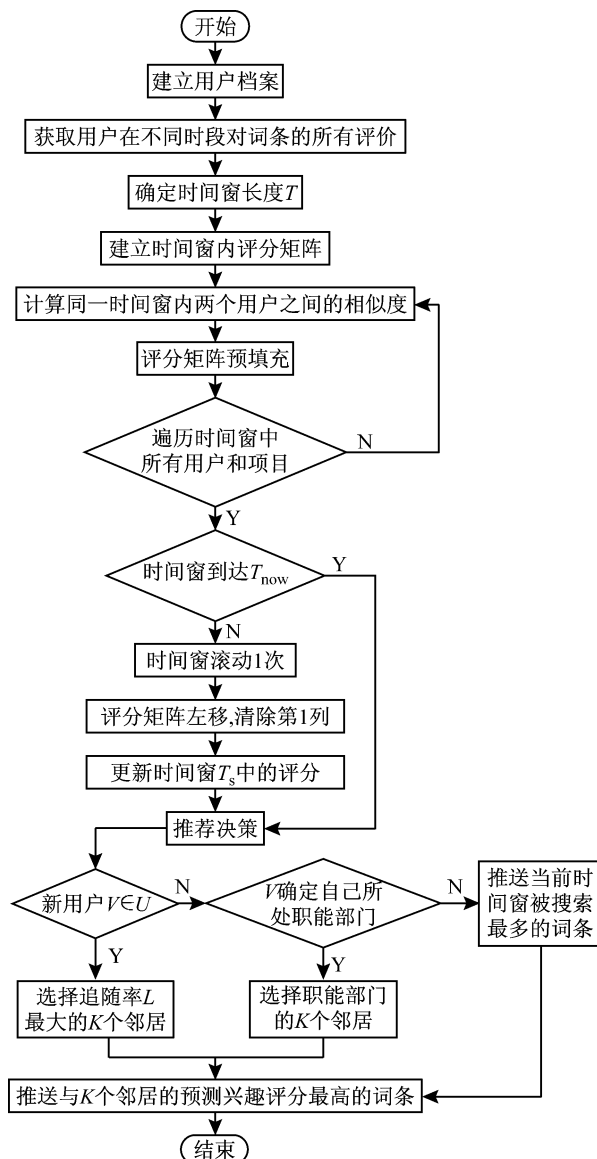 开始
建立用户档案
获取用户在不同时段对词条的所有评价
确定时间窗长度T
建立时间窗内评分矩阵
计算同一时间窗内两个用户之间的相似度
评分矩阵预填充
遍历时间窗中
所有用户和项目
N
Y
时间窗到达Tnow
Y
N
时间窗滚动1次
评分矩阵左移,清除第1列
更新时间窗Ts中的评分
推荐决策
新用户V∈U
N
V确定自己所
处职能部门
N
推送当前时
间窗被搜索
最多的词条
Y
Y
选择追随率L
最大的K个邻居
选择职能部门
的K个邻居
推送与K个邻居的预测兴趣评分最高的词条
结束